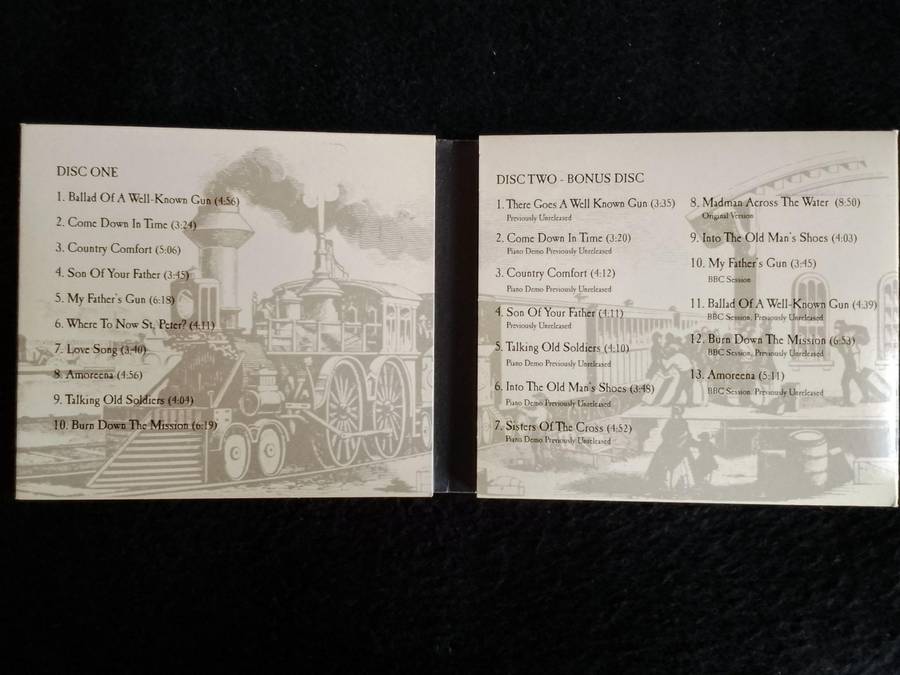 DISC ONE
1. Ballad Of A Well-Known Gun (4:56)
2. Come Down In Time (3:24)
3. Country Comfort (5:06)
4. Son Of Your Father (3:45)
5. My Father's Gun (6:18)
6. Where To Now St. Peter? (4:11)
7. Love Song (3:40)
8. Amoreena (4:56)
9. Talking Old Soldiers (4:04)
10. Burn Down The Mission (6:19)
DISC TWO - BONUS DISC
1. There Goes A Well Known Gun (3:35)
Previously Unreleased
2. Come Down In Time (3:20)
Piano Demo Previously Unreleased
3. Country Comfort (4:12)
Piano Demo Previously Unreleased
4. Son Of Your Father (4:11)
Previously Unreleased
5. Talking Old Soldiers (4:10)
Piano Demo Previously Unreleased
6. Into The Old Man's Shoes (3:48)
Piano Demo Previously Unreleased
7. Sisters Of The Cross (4:52)
Piano Demo Previously Unreleased
8. Madman Across The Water (8:50)
Original Version
9. Into The Old Man's Shoes (4:03)
10. My Father's Gun (3:45)
BBC Session
11. Ballad Of A Well-Known Gun (4:39)
BBC Session, Previously Unreleased
12. Burn Down The Mission (6:53)
BBC Session, Previously Unreleased
13. Amoreena (5:11)
BBC Session, Previously Unreleased